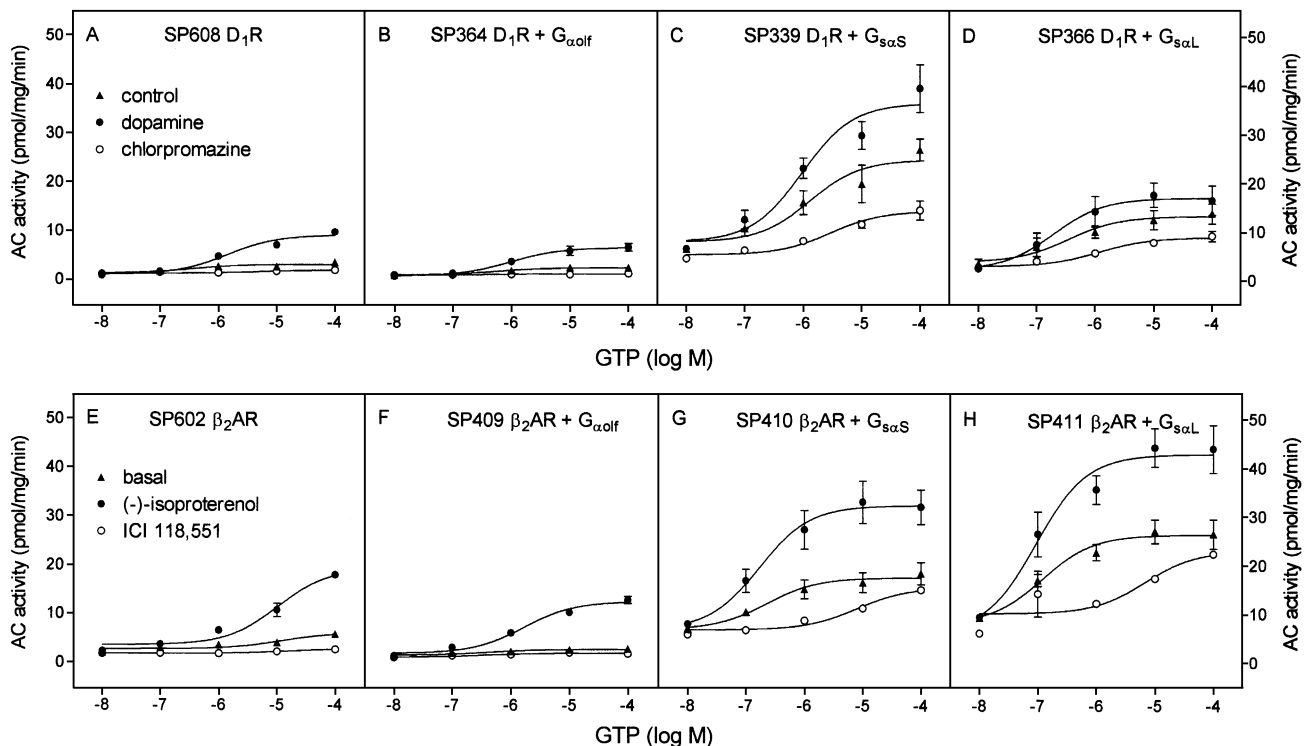 A SP608 D₁R
B SP364 D₁R + Gαolf
C SP339 D₁R + GsαS
D SP366 D₁R + GsαL
control
dopamine
chlorpromazine
AC activity (pmol/mg/min)
50
40
30
20
10
0
AC activity (pmol/mg/min)
50
40
30
20
10
0
-8 -7 -6 -5 -4 -8 -7 -6 -5 -4 -8 -7 -6 -5 -4 -8 -7 -6 -5 -4
GTP (log M)
E SP602 β₂AR
F SP409 β₂AR + Gαolf
G SP410 β₂AR + GsαS
H SP411 β₂AR + GsαL
basal
(-)-isoproterenol
ICI 118,551
AC activity (pmol/mg/min)
50
40
30
20
10
0
AC activity (pmol/mg/min)
50
40
30
20
10
0
-8 -7 -6 -5 -4 -8 -7 -6 -5 -4 -8 -7 -6 -5 -4 -8 -7 -6 -5 -4
GTP (log M)